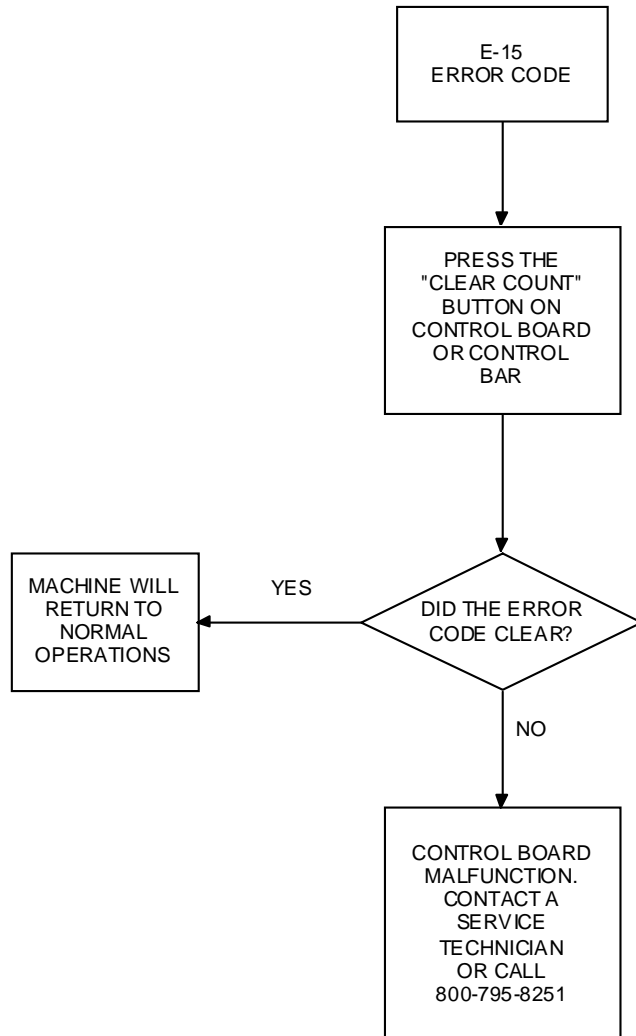 E-15
ERROR CODE
PRESS THE
"CLEAR COUNT"
BUTTON ON
CONTROL BOARD
OR CONTROL
BAR
DID THE ERROR
CODE CLEAR?
YES
MACHINE WILL
RETURN TO
NORMAL
OPERATIONS
NO
CONTROL BOARD
MALFUNCTION.
CONTACT A
SERVICE
TECHNICIAN
OR CALL
800-795-8251